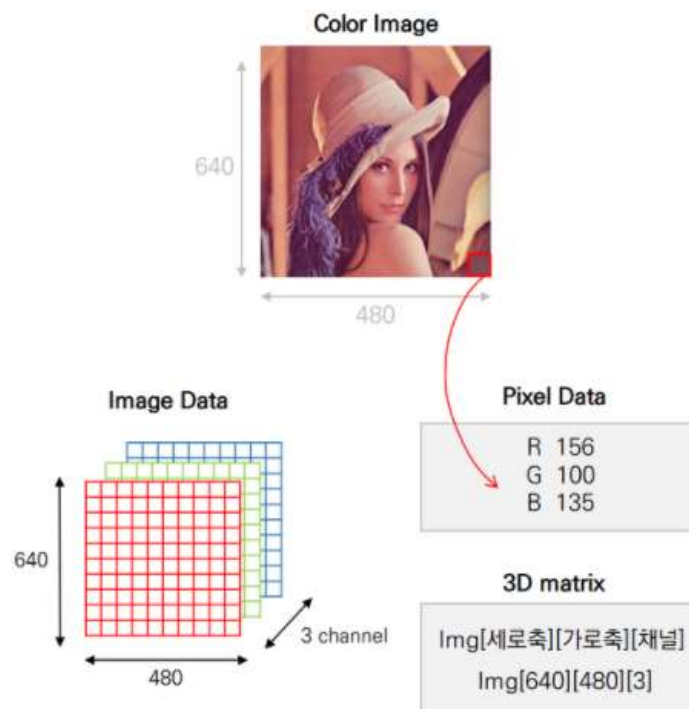 Color Image
640
480
Image Data
640
480
3 channel
Pixel Data
R 156
G 100
B 135
3D matrix
Img[세로축][가로축][채널]
Img[640][480][3]